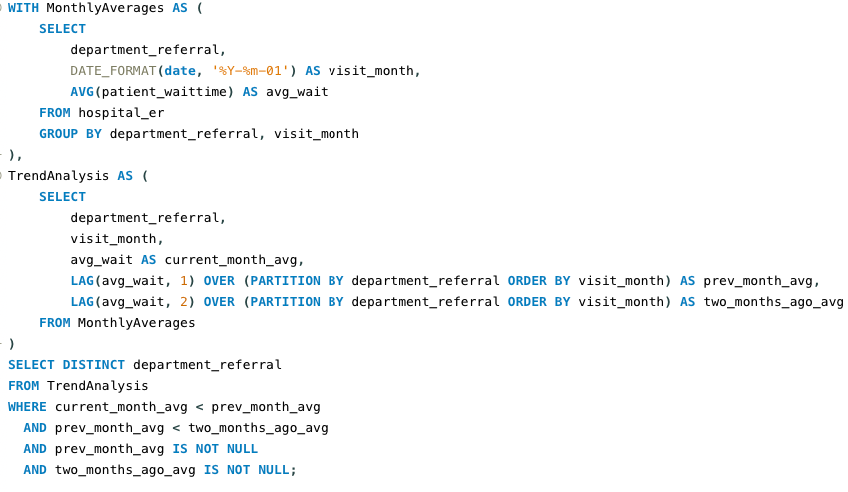 WITH MonthlyAverages AS (
    SELECT
        department_referral,
        DATE_FORMAT(date, '%Y-%m-01') AS visit_month,
        AVG(patient_waittime) AS avg_wait
    FROM hospital_er
    GROUP BY department_referral, visit_month
),
TrendAnalysis AS (
    SELECT
        department_referral,
        visit_month,
        avg_wait AS current_month_avg,
        LAG(avg_wait, 1) OVER (PARTITION BY department_referral ORDER BY visit_month) AS prev_month_avg,
        LAG(avg_wait, 2) OVER (PARTITION BY department_referral ORDER BY visit_month) AS two_months_ago_avg
    FROM MonthlyAverages
)
SELECT DISTINCT department_referral
FROM TrendAnalysis
WHERE current_month_avg < prev_month_avg
  AND prev_month_avg < two_months_ago_avg
  AND prev_month_avg IS NOT NULL
  AND two_months_ago_avg IS NOT NULL;